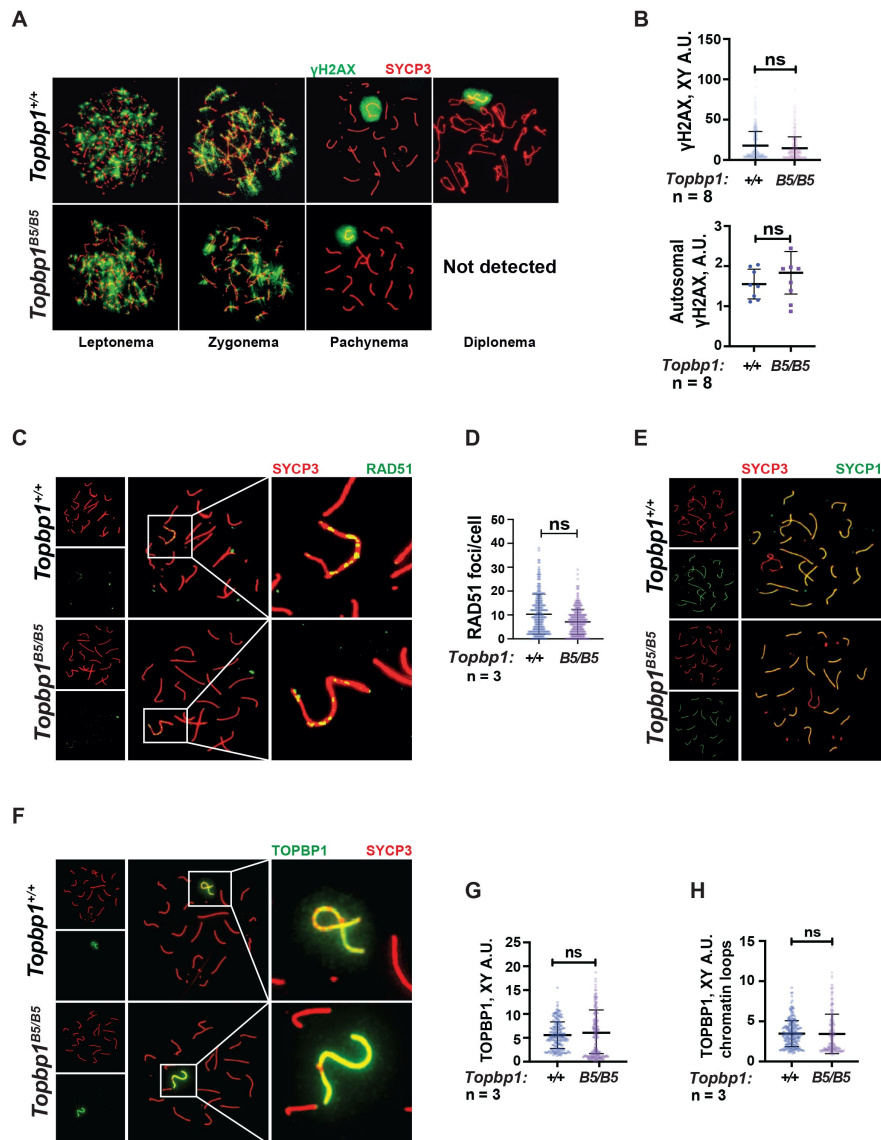 A
γH2AX SYCP3
Topbp1+/+
Topbp1B5/B5
Not detected
Leptonema Zygonema Pachynema Diplonema
B
γH2AX, XY A.U.
150
100
50
0
ns
Topbp1: +/+ B5/B5
n = 8
Autosomal
γH2AX, A.U.
3
2
1
0
ns
Topbp1: +/+ B5/B5
n = 8
C
SYCP3 RAD51
Topbp1+/+
Topbp1B5/B5
D
RAD51 foci/cell
60
50
40
30
20
10
0
ns
Topbp1: +/+ B5/B5
n = 3
E
SYCP3 SYCP1
Topbp1+/+
Topbp1B5/B5
F
TOPBP1 SYCP3
Topbp1+/+
Topbp1B5/B5
G
TOPBP1, XY A.U.
25
20
15
10
5
0
ns
Topbp1: +/+ B5/B5
n = 3
H
TOPBP1, XY A.U.
chromatin loops
15
10
5
0
ns
Topbp1: +/+ B5/B5
n = 3